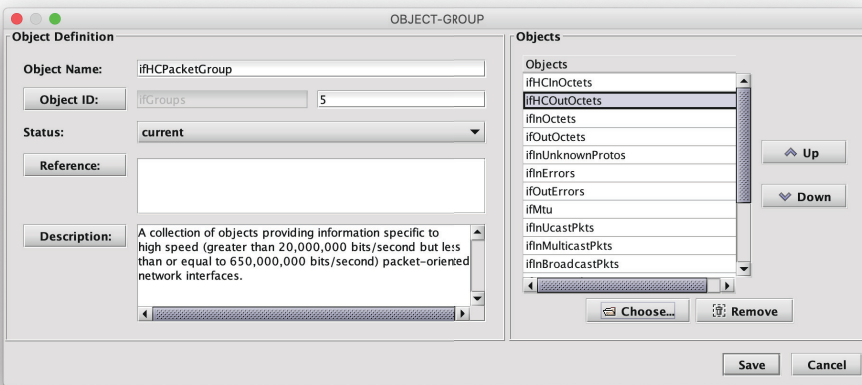 OBJECT-GROUP
Object Definition
Object Name:
ifHCPacketGroup
Object ID:
ifGroups
5
Status:
current
Reference:
Description:
A collection of objects providing information specific to
high speed (greater than 20,000,000 bits/second but less
than or equal to 650,000,000 bits/second) packet-oriented
network interfaces.
Objects
Objects
ifHCInOctets
ifHCOutOctets
ifInOctets
ifOutOctets
ifInUnknownProtos
ifInErrors
ifOutErrors
ifMtu
ifInUcastPkts
ifInMulticastPkts
ifInBroadcastPkts
Up
Down
Choose...
Remove
Save
Cancel